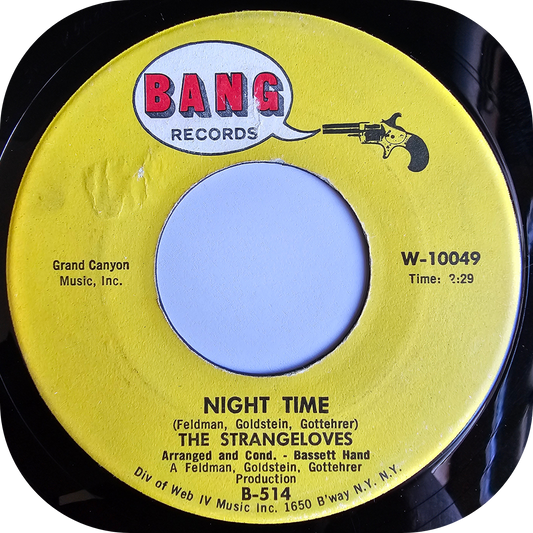 BANG
RECORDS
Grand Canyon
Music, Inc.
W-10049
Time: 2:29
NIGHT TIME
(Feldman, Goldstein, Gottehrer)
THE STRANGELOVES
Arranged and Cond. - Bassett Hand
A Feldman, Goldstein, Gottehrer
Production
B-514
Div of Web IV Music Inc. 1650 B'way N.Y. N.Y.